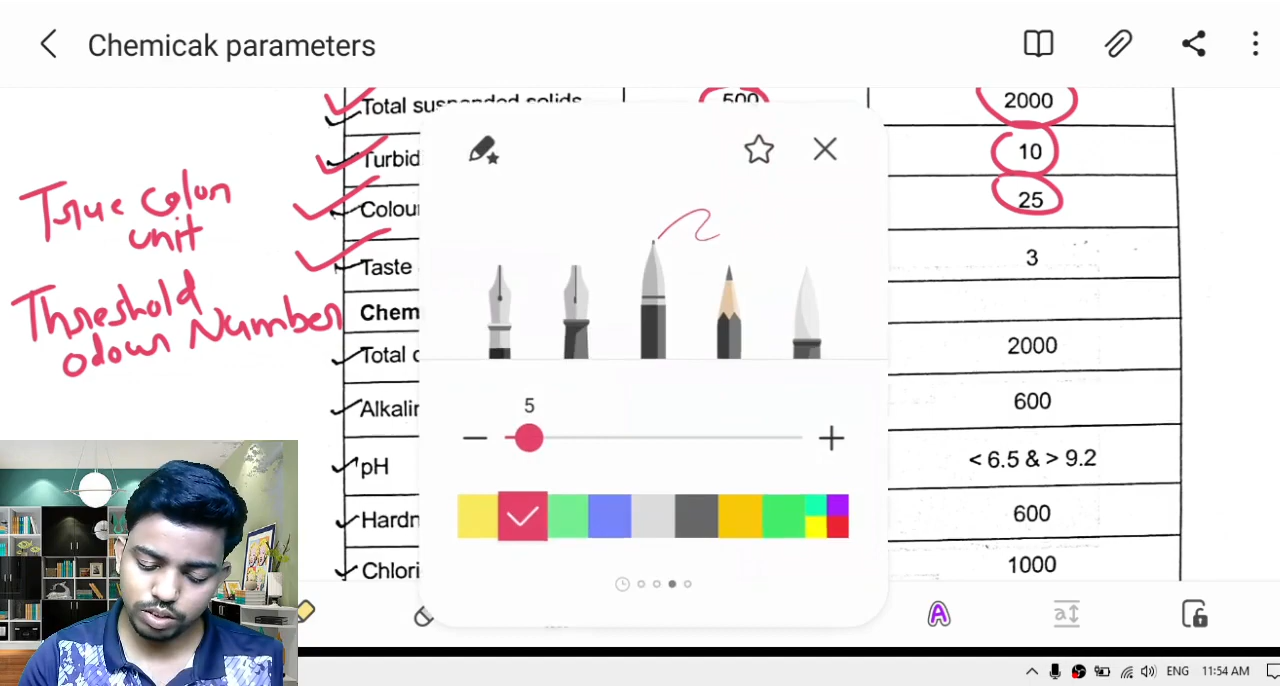 Chemicak parameters
Total suspended solids 500 2000
Turbid 10
Colour 25
Taste 3
Chem
Total 2000
Alkalin 600
pH < 6.5 & > 9.2
Hardn 600
Chlori 1000
True Colour
unit
Threshold
odour Number
5
A
a
ENG 11:54 AM